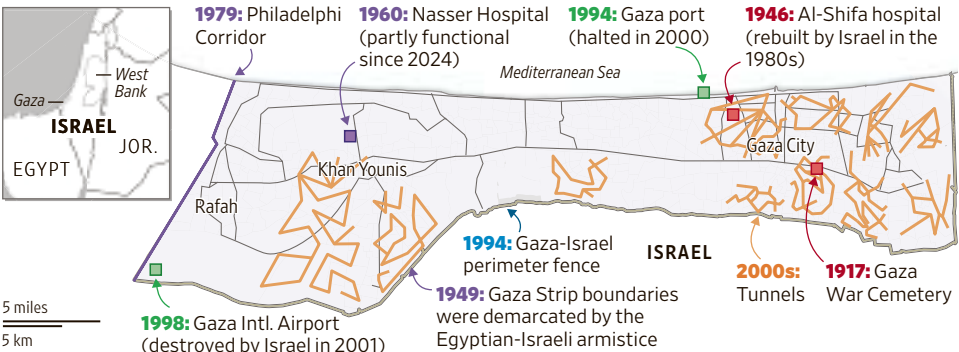 1979: Philadelphi
Corridor
1960: Nasser Hospital
(partly functional
since 2024)
1994: Gaza port
(halted in 2000)
1946: Al-Shifa hospital
(rebuilt by Israel in the
1980s)
Mediterranean Sea
West
Bank
Gaza
ISRAEL
JOR.
EGYPT
Gaza City
Khan Younis
Rafah
1994: Gaza-Israel
perimeter fence
ISRAEL
2000s:
Tunnels
1917: Gaza
War Cemetery
1949: Gaza Strip boundaries
were demarcated by the
Egyptian-Israeli armistice
5 miles
5 km
1998: Gaza Intl. Airport
(destroyed by Israel in 2001)